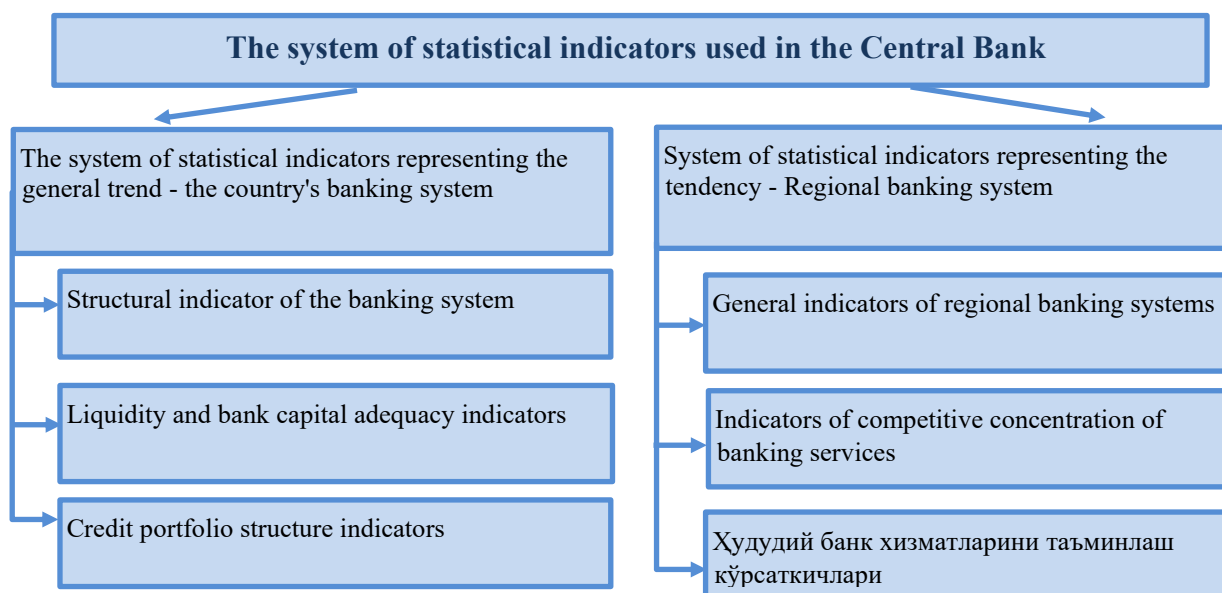 The system of statistical indicators used in the Central Bank
The system of statistical indicators representing the
general trend - the country's banking system
Structural indicator of the banking system
Liquidity and bank capital adequacy indicators
Credit portfolio structure indicators
System of statistical indicators representing the
tendency - Regional banking system
General indicators of regional banking systems
Indicators of competitive concentration of
banking services
Ҳудудий банк хизматларини таъминлаш
кўрсаткичлари